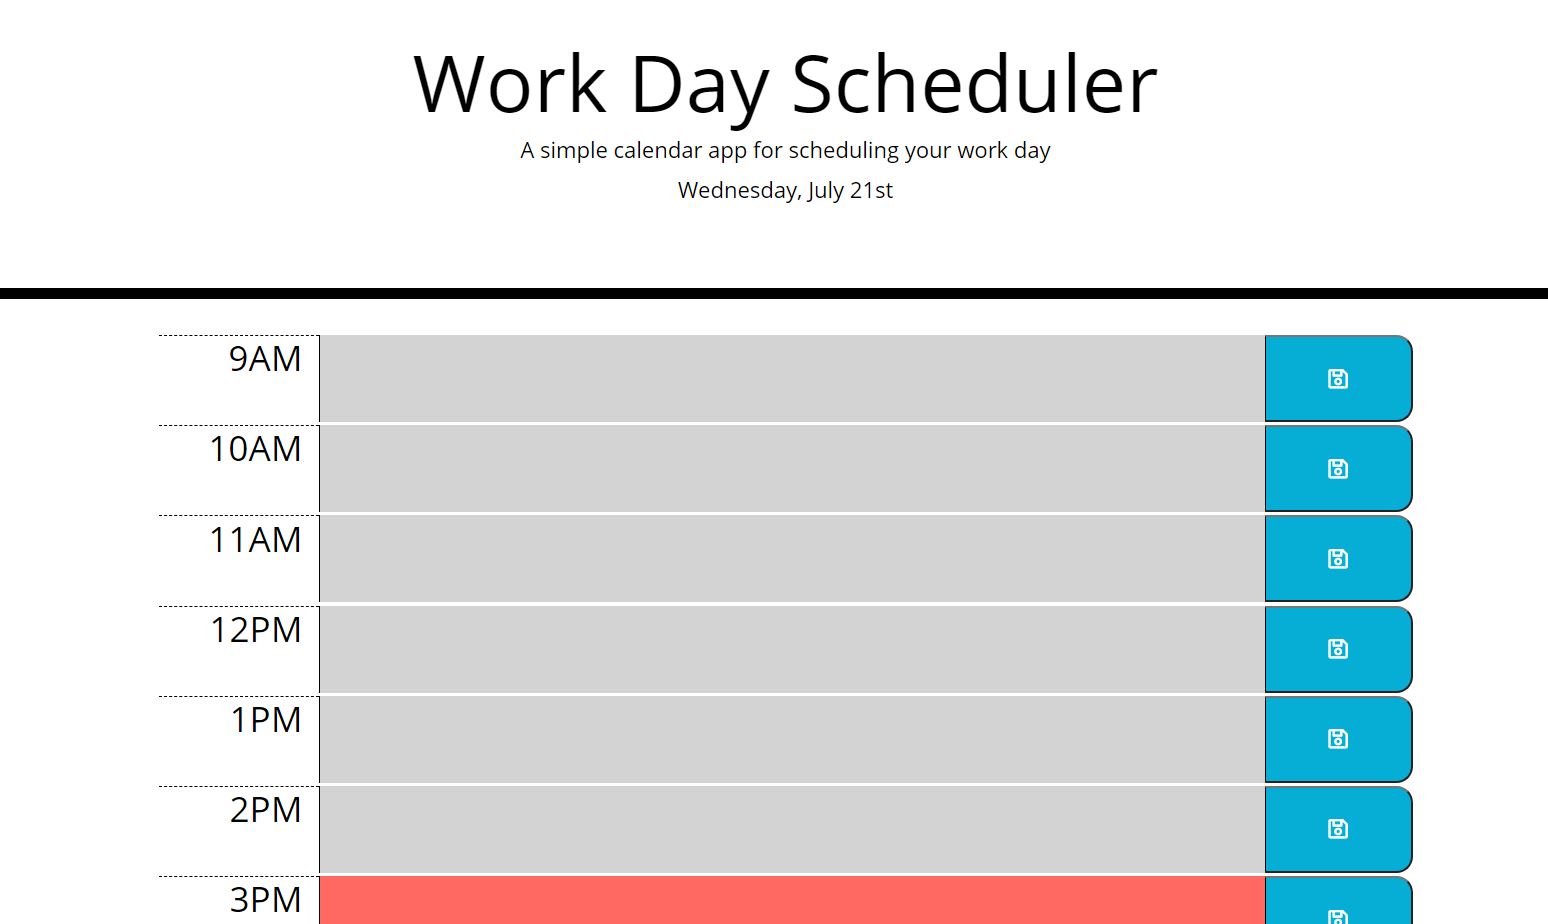 Work Day Scheduler
A simple calendar app for scheduling your work day
Wednesday, July 21st
9AM
10AM
11AM
12PM
1PM
2PM
3PM